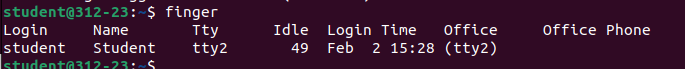 student@312-23:~$ finger
Login     Name       Tty      Idle  Login Time   Office     Office Phone
student   Student    tty2       49  Feb  2 15:28 (tty2)
student@312-23:~$